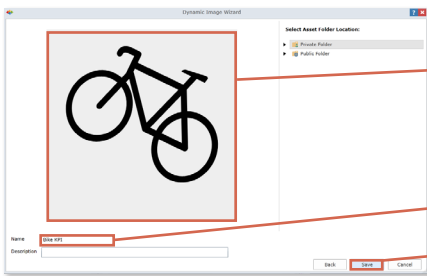 Dynamic Image Wizard
? ×
Select Asset Folder Location:
Private Folder
Public Folder
Name
Bike KPI
Description
Back
Save
Cancel